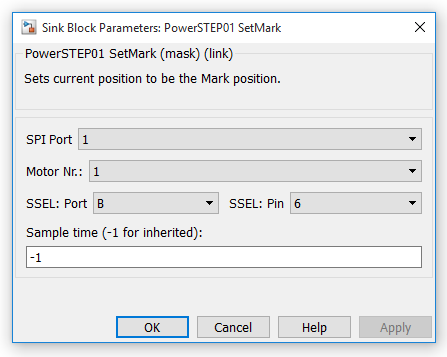 Sink Block Parameters: PowerSTEP01 SetMark
PowerSTEP01 SetMark (mask) (link)
Sets current position to be the Mark position.
SPI Port 1
Motor Nr.: 1
SSEL: Port B SSEL: Pin 6
Sample time (-1 for inherited):
-1
OK Cancel Help Apply